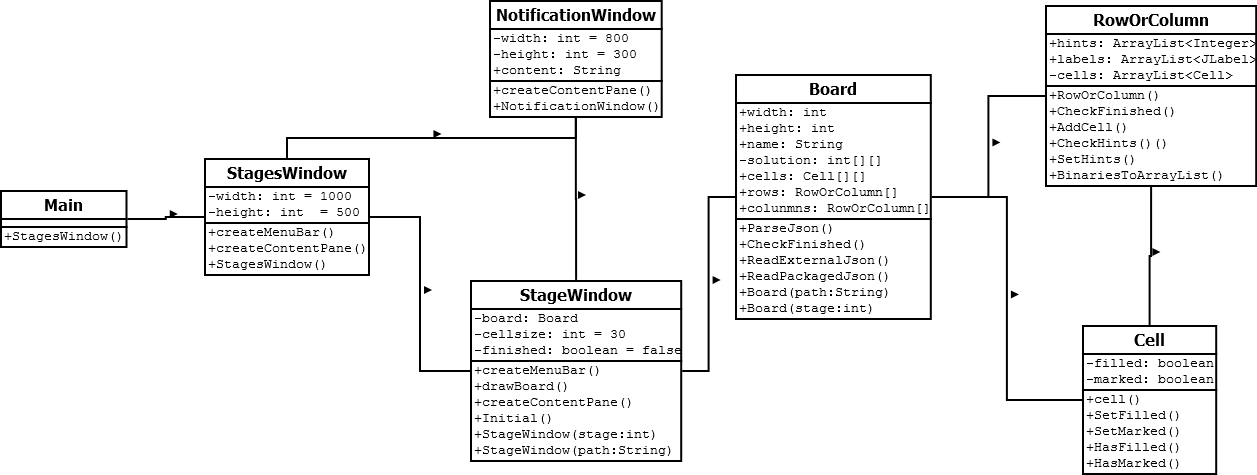 NotificationWindow
-width: int = 800
-height: int = 300
+content: String
+createContentPane()
+NotificationWindow()
RowOrColumn
+hints: ArrayList<Integer>
+labels: ArrayList<JLabel>
-cells: ArrayList<Cell>
+RowOrColumn()
+CheckFinished()
+AddCell()
+CheckHints()()
+SetHints()
+BinariesToArrayList()
Board
+width: int
+height: int
+name: String
-solution: int[][]
+cells: Cell[][]
+rows: RowOrColumn[]
+colunmns: RowOrColumn[]
+ParseJson()
+CheckFinished()
+ReadExternalJson()
+ReadPackagedJson()
+Board(path:String)
+Board(stage:int)
StagesWindow
-width: int = 1000
-height: int  = 500
+createMenuBar()
+createContentPane()
+StagesWindow()
Main
+StagesWindow()
StageWindow
-board: Board
-cellsize: int = 30
-finished: boolean = false
+createMenuBar()
+drawBoard()
+createContentPane()
+Initial()
+StageWindow(stage:int)
+StageWindow(path:String)
Cell
-filled: boolean
-marked: boolean
+cell()
+SetFilled()
+SetMarked()
+HasFilled()
+HasMarked()